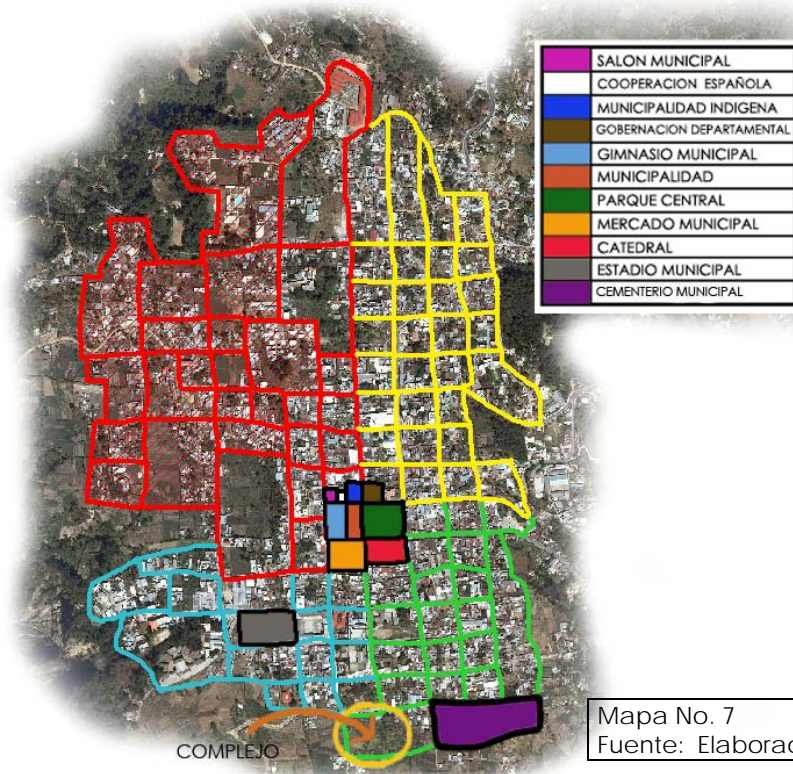 SALON MUNICIPAL
COOPERACION ESPAÑOLA
MUNICIPALIDAD INDIGENA
GOBERNACION DEPARTAMENTAL
GIMNASIO MUNICIPAL
MUNICIPALIDAD
PARQUE CENTRAL
MERCADO MUNICIPAL
CATEDRAL
ESTADIO MUNICIPAL
CEMENTERIO MUNICIPAL
COMPLEJO
Mapa No. 7
Fuente: Elaborac